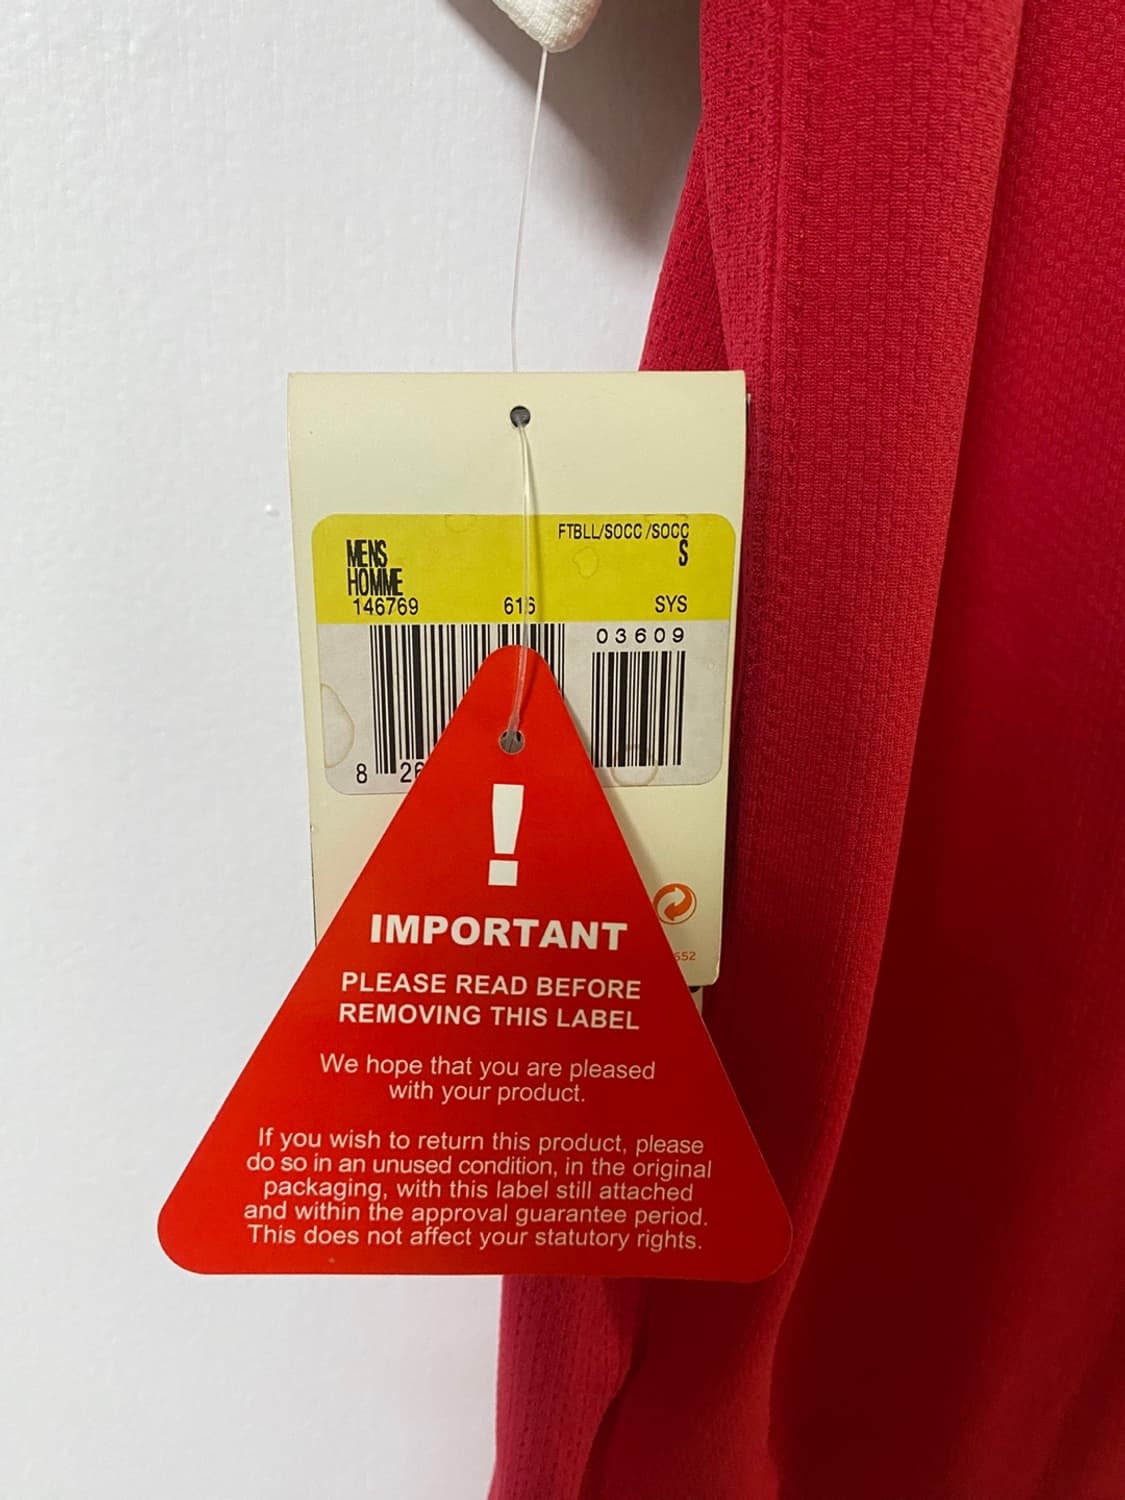 FTBLL/SOCC /SOCC
MENS S
HOMME
146769 616 SYS
03609
8 26
!
IMPORTANT
PLEASE READ BEFORE
REMOVING THIS LABEL
We hope that you are pleased
with your product.
If you wish to return this product, please
do so in an unused condition, in the original
packaging, with this label still attached
and within the approval guarantee period.
This does not affect your statutory rights.
552